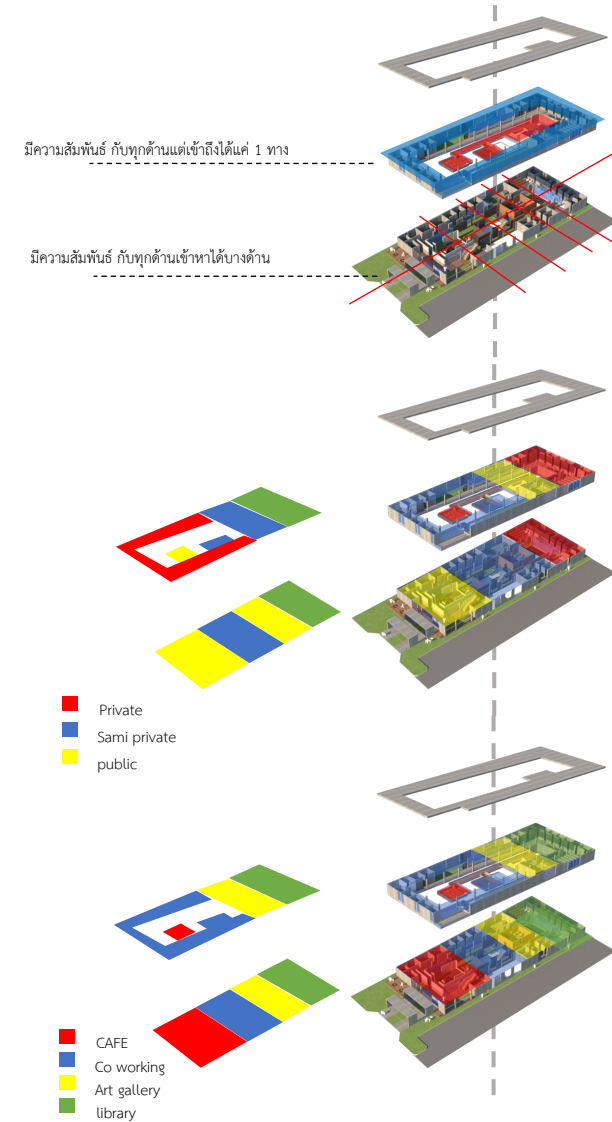 มีความสัมพันธ์ กับทุกด้านแต่เข้าถึงได้แค่ 1 ทาง
มีความสัมพันธ์ กับทุกด้านเข้าหาได้บางด้าน
Private
Sami private
public
CAFE
Co working
Art gallery
library